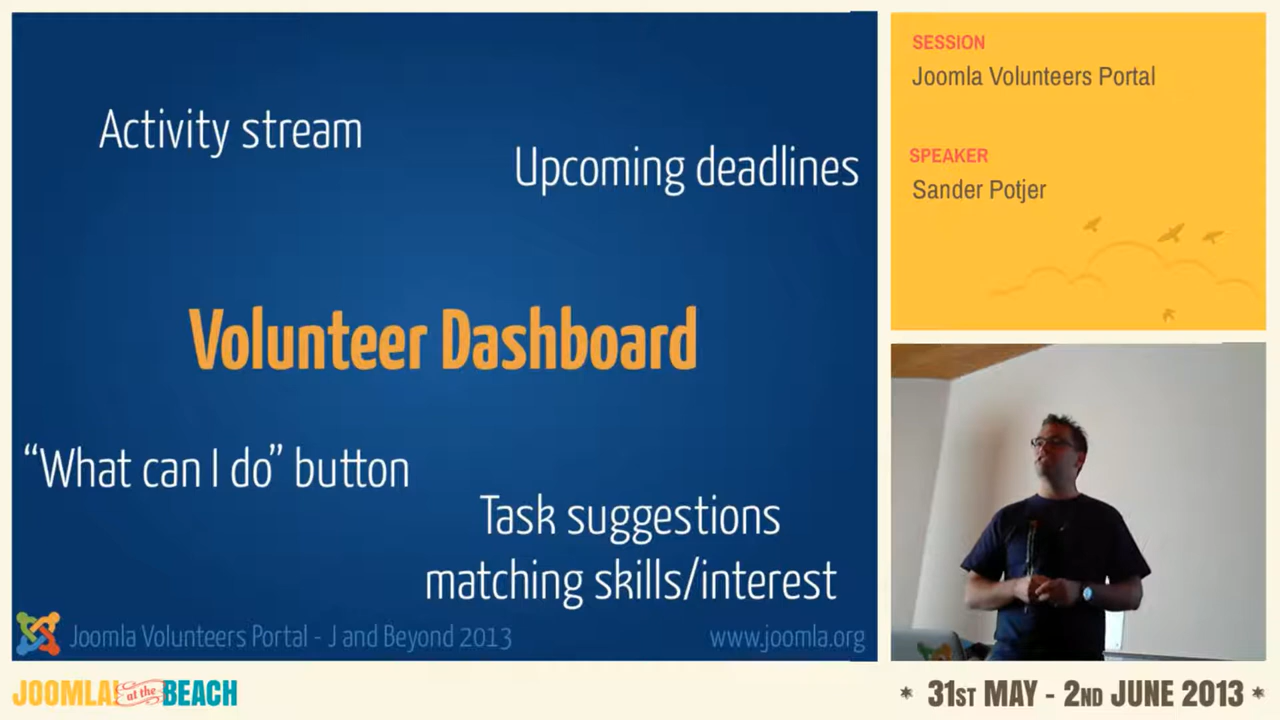 Activity stream
Upcoming deadlines
Volunteer Dashboard
“What can I do” button
Task suggestions
matching skills/interest
Joomla Volunteers Portal - J and Beyond 2013
www.joomla.org
SESSION
Joomla Volunteers Portal
SPEAKER
Sander Potjer
JOOMLA! at the BEACH
* 31ST MAY - 2ND JUNE 2013 *